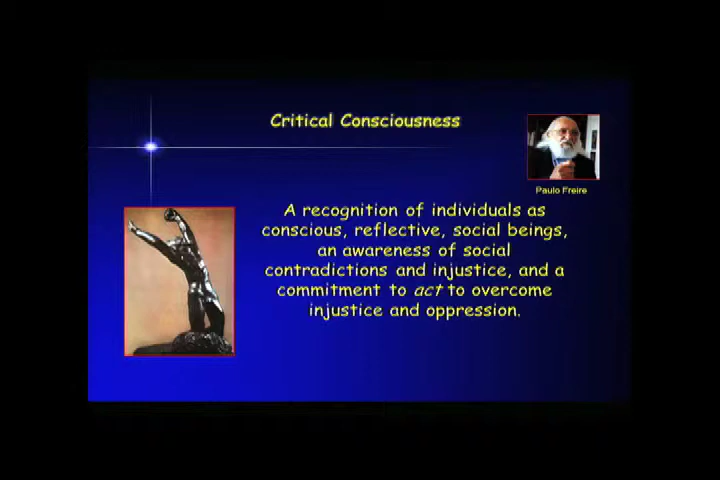 Critical Consciousness
Paulo Freire
A recognition of individuals as
conscious, reflective, social beings,
an awareness of social
contradictions and injustice, and a
commitment to act to overcome
injustice and oppression.